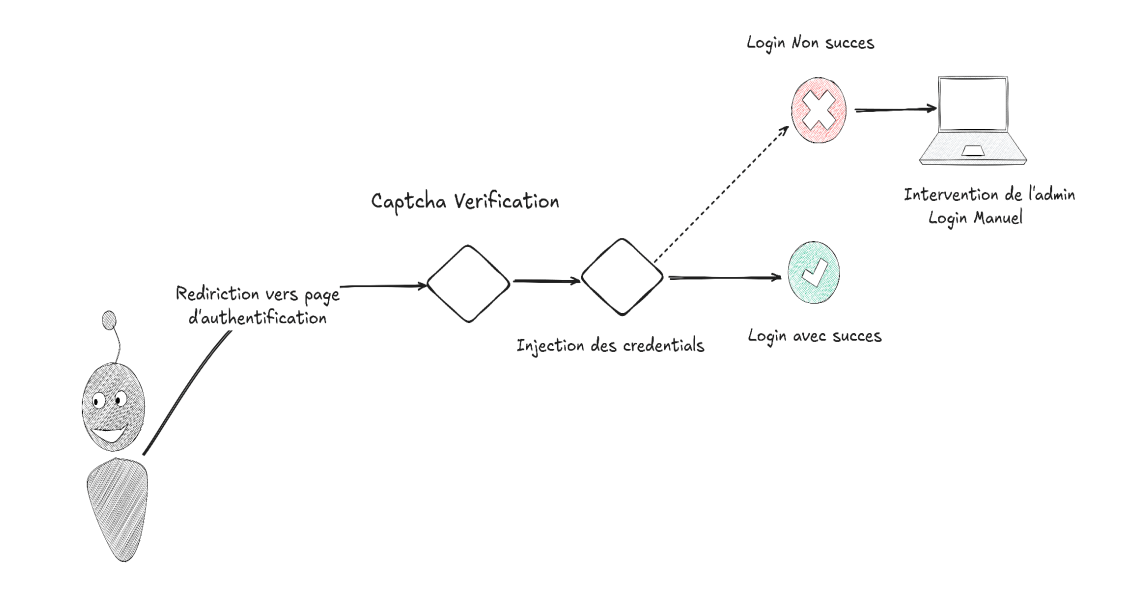 Login Non succes
Captcha Verification
Intervention de l'admin
Login Manuel
Rediriction vers page
d'authentification
Injection des credentials
Login avec succes